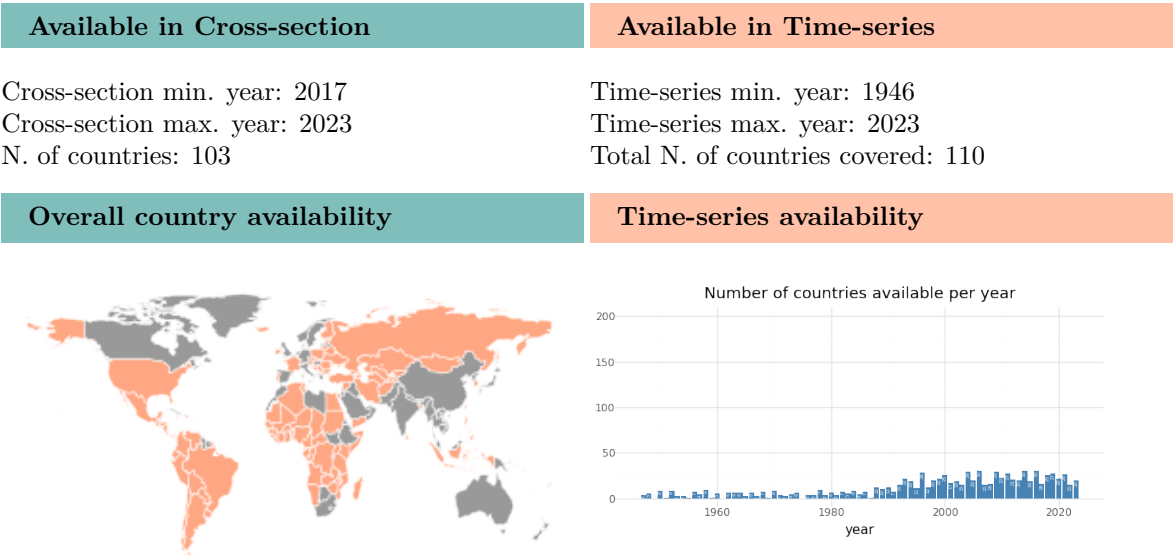 Available in Cross-section
Available in Time-series
Cross-section min. year: 2017
Cross-section max. year: 2023
N. of countries: 103
Time-series min. year: 1946
Time-series max. year: 2023
Total N. of countries covered: 110
Overall country availability
Time-series availability
Number of countries available per year
200
150
100
50
0
1960
1980
2000
2020
year